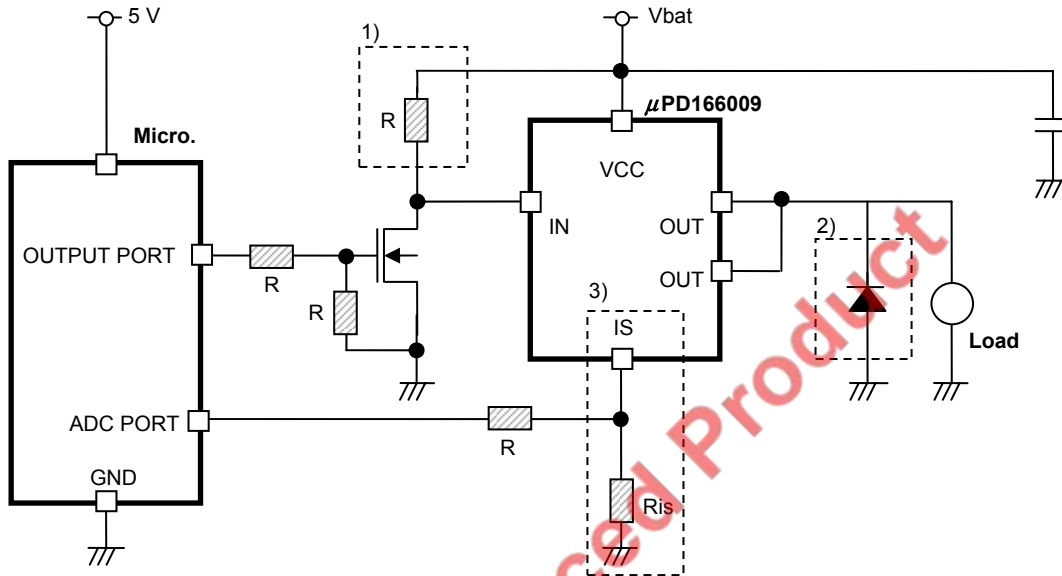 5 V
Vbat
1)
R
μPD166009
Micro.
VCC
IN
OUT
OUTPUT PORT
R
R
OUT
2)
3)
IS
Load
ADC PORT
R
GND
Ris
ced Product